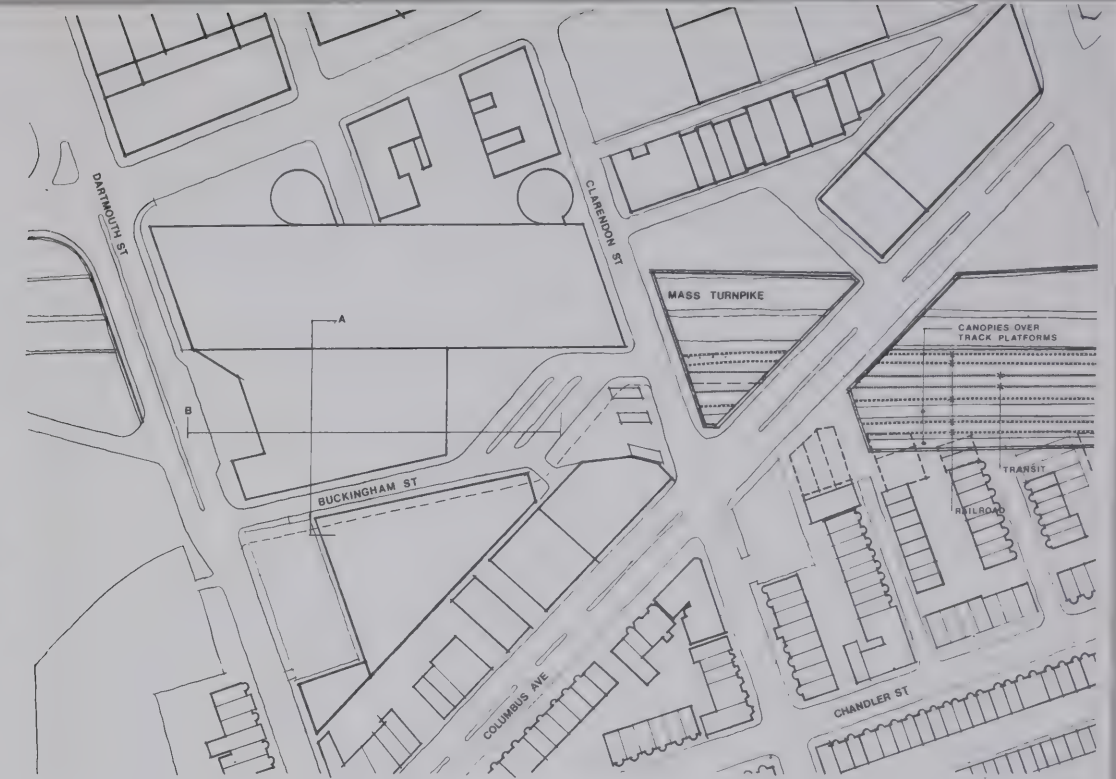 DARTMOUTH ST
CLARENDON ST
MASS TURNPIKE
CANOPIES OVER
TRACK PLATFORMS
A
B
TRANSIT
BUCKINGHAM ST
RAILROAD
COLUMBUS AVE
CHANDLER ST